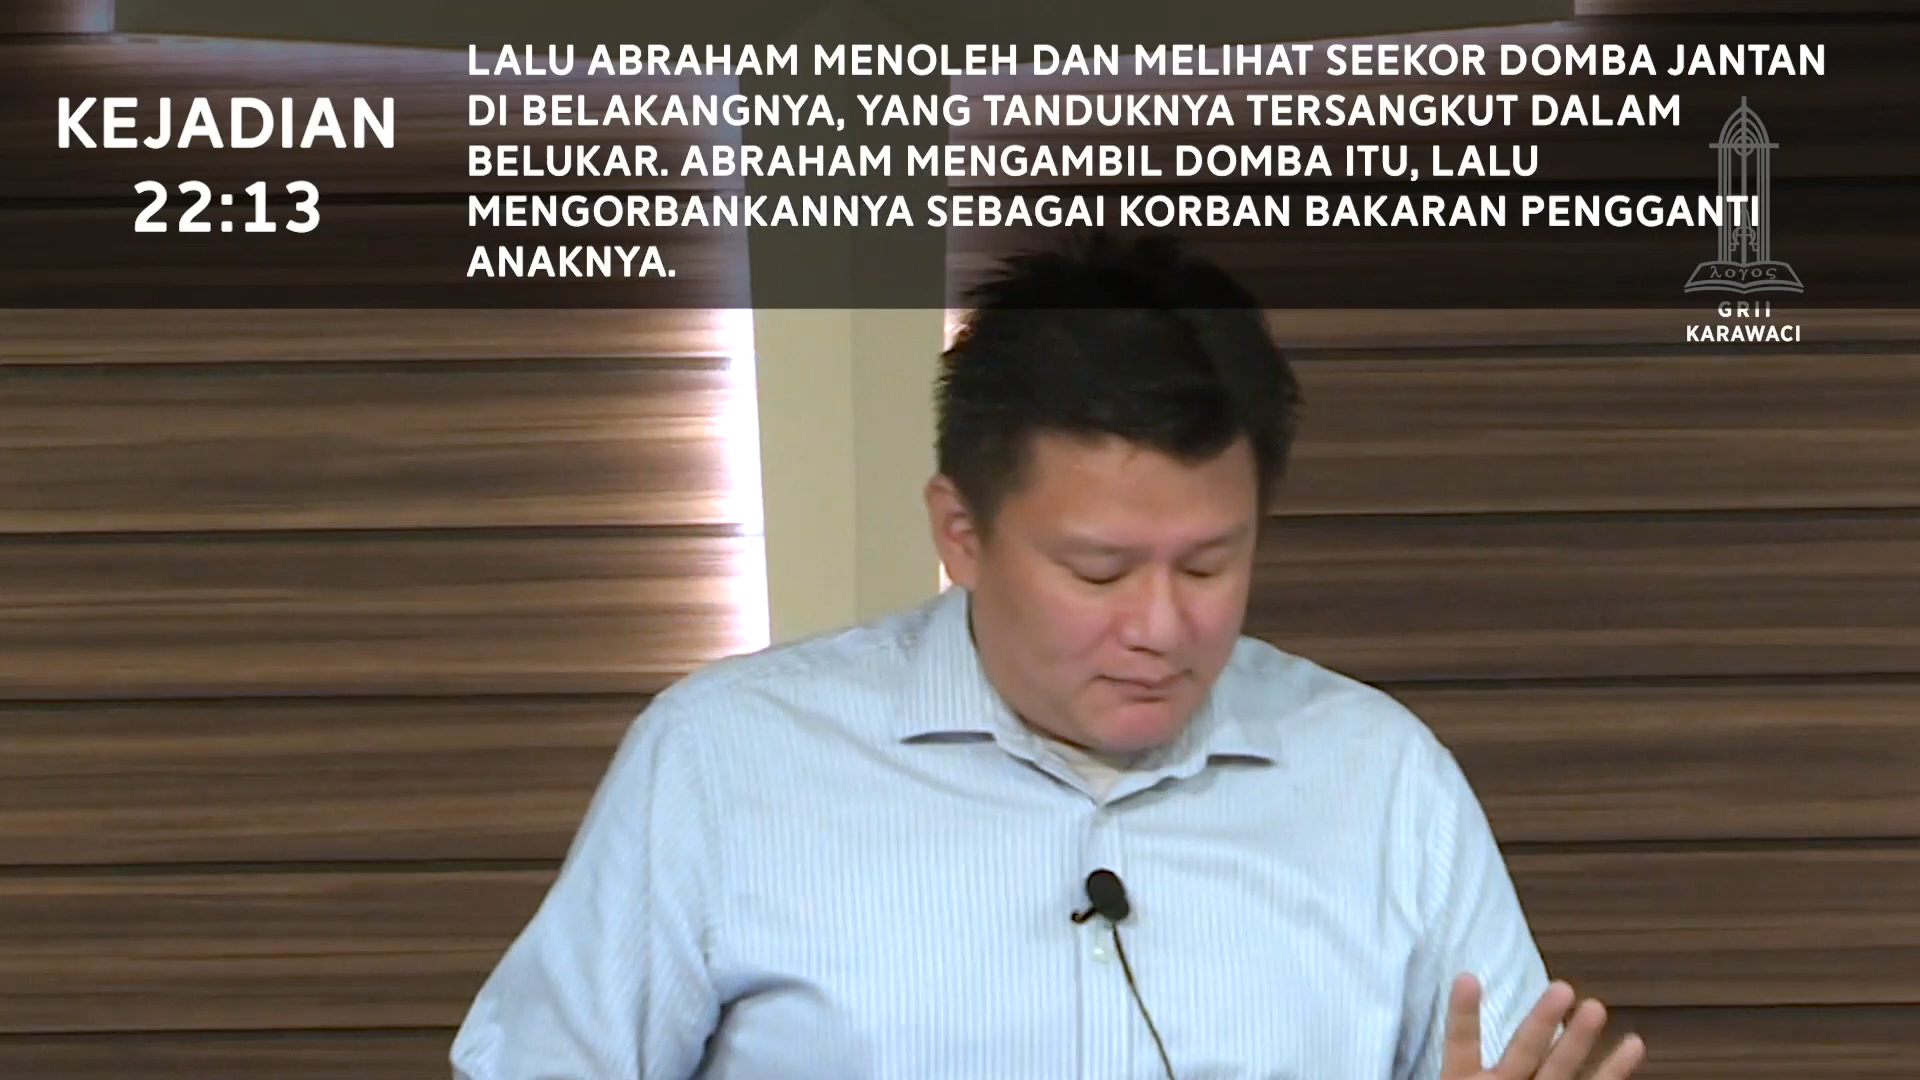 KEJADIAN
22:13
LALU ABRAHAM MENOLEH DAN MELIHAT SEEKOR DOMBA JANTAN
DI BELAKANGNYA, YANG TANDUKNYA TERSANGKUT DALAM
BELUKAR. ABRAHAM MENGAMBIL DOMBA ITU, LALU
MENGORBANKANNYA SEBAGAI KORBAN BAKARAN PENGGANTI
ANAKNYA.
λογος
GRII
KARAWACI